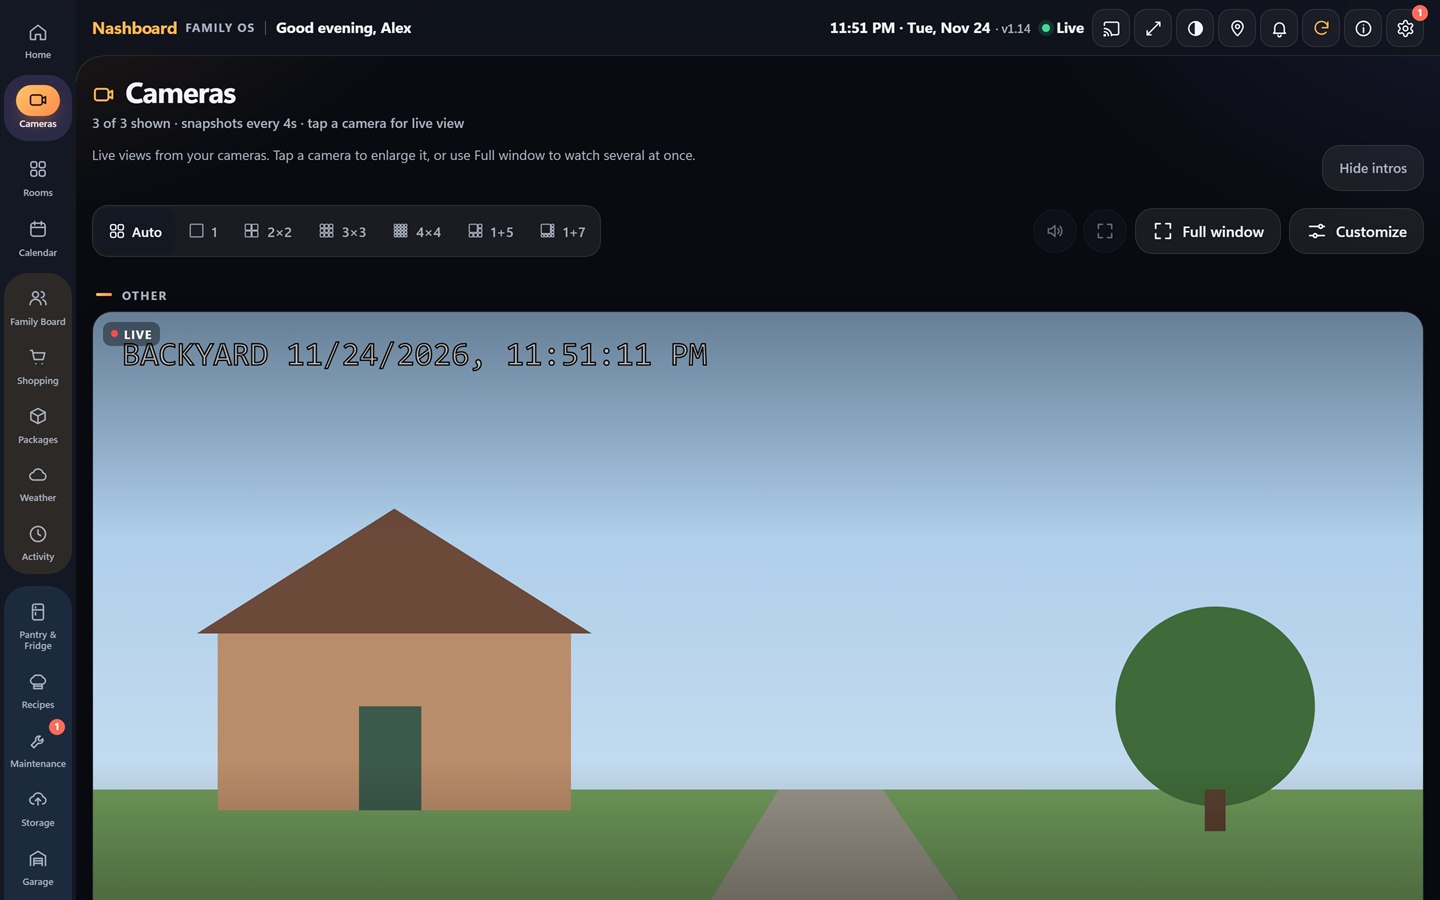 Nashboard FAMILY OS Good evening, Alex
11:51 PM · Tue, Nov 24 · v1.14 Live
1
Home
Cameras
Rooms
Calendar
Family Board
Shopping
Packages
Weather
Activity
Pantry & Fridge
Recipes
1
Maintenance
Storage
Garage
Cameras
3 of 3 shown · snapshots every 4s · tap a camera for live view
Live views from your cameras. Tap a camera to enlarge it, or use Full window to watch several at once.
Hide intros
Auto 1 2×2 3×3 4×4 1+5 1+7
Full window Customize
OTHER
LIVE
BACKYARD 11/24/2026, 11:51:11 PM